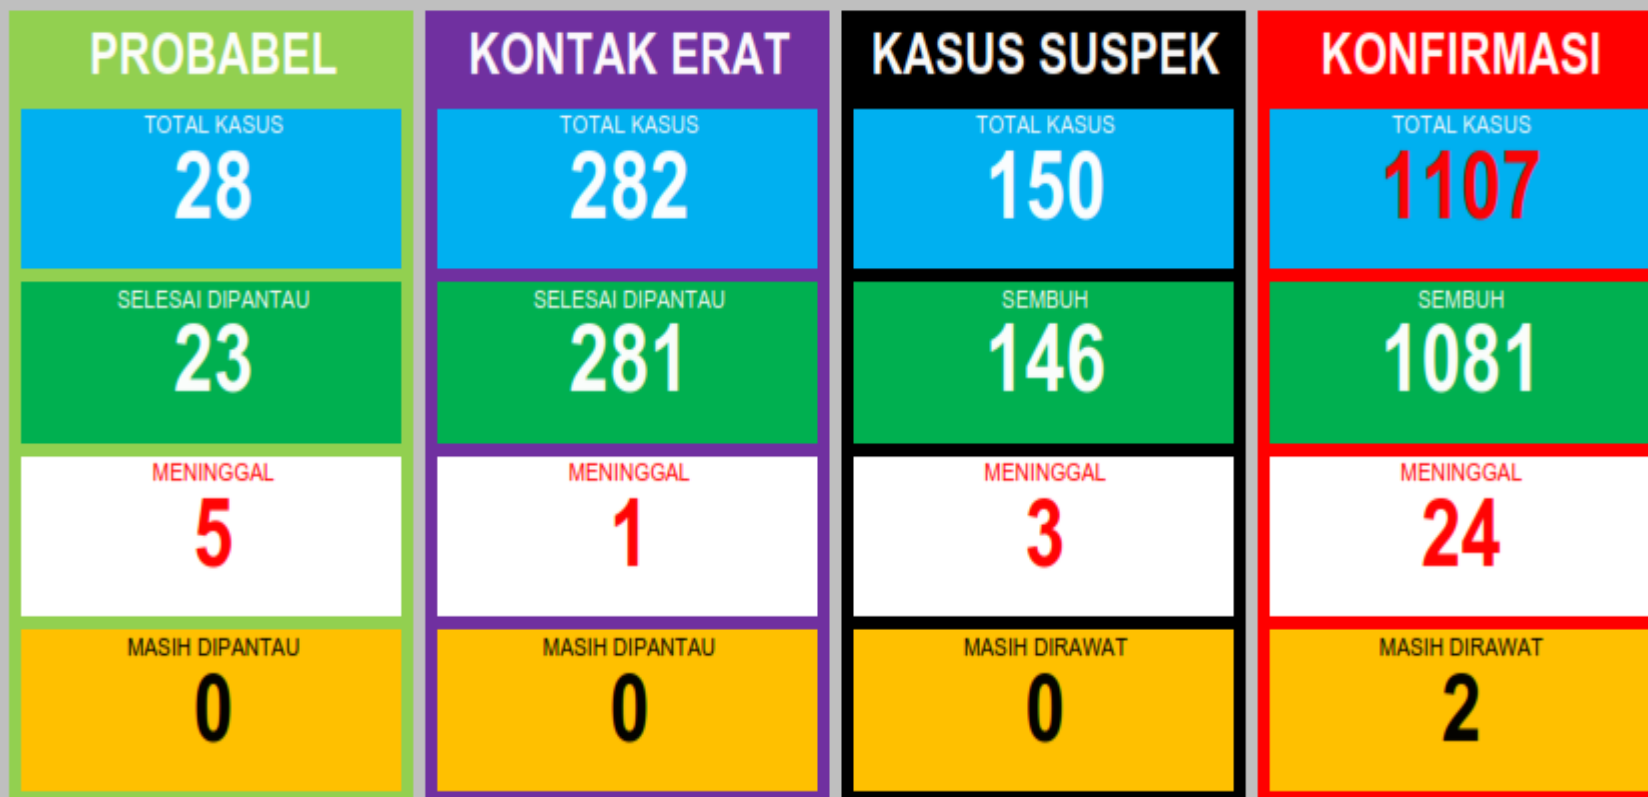 PROBABEL
TOTAL KASUS
28
SELESAI DIPANTAU
23
MENINGGAL
5
MASIH DIPANTAU
0
KONTAK ERAT
TOTAL KASUS
282
SELESAI DIPANTAU
281
MENINGGAL
1
MASIH DIPANTAU
0
KASUS SUSPEK
TOTAL KASUS
150
SEMBUH
146
MENINGGAL
3
MASIH DIRAWAT
0
KONFIRMASI
TOTAL KASUS
1107
SEMBUH
1081
MENINGGAL
24
MASIH DIRAWAT
2